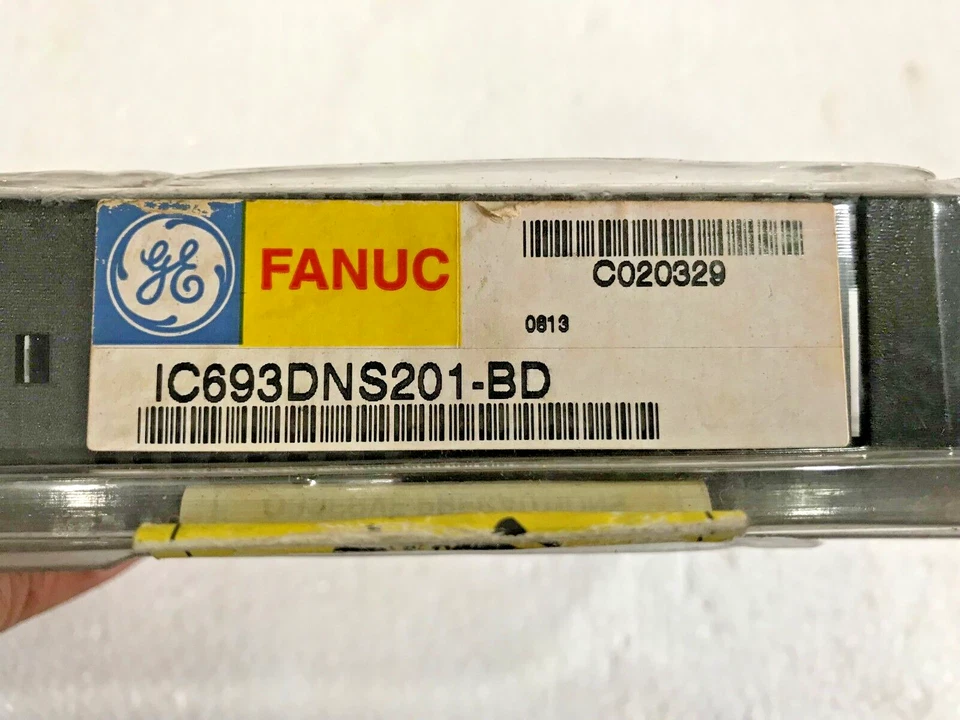 GE
FANUC
C020329
0613
IC693DNS201-BD